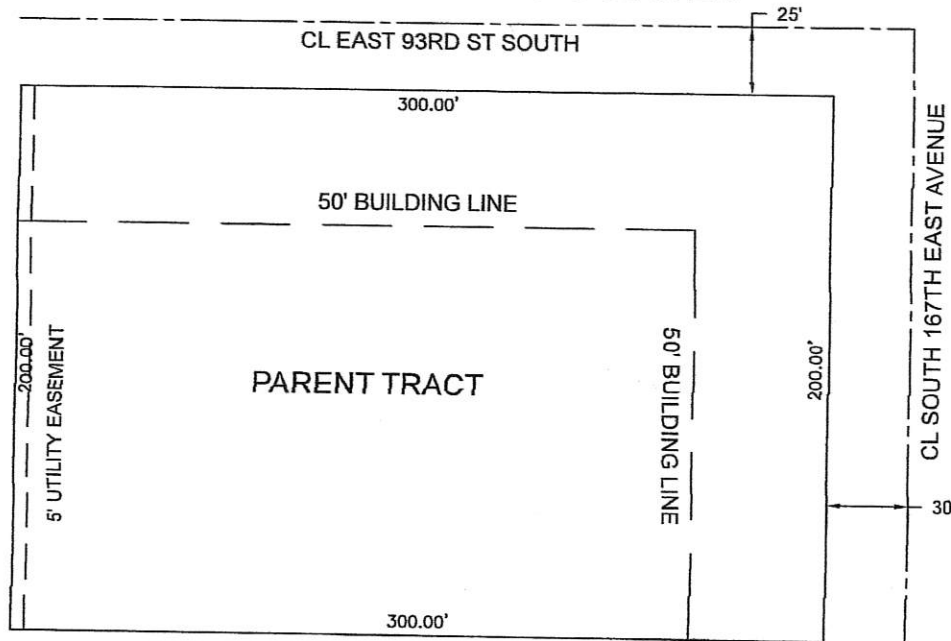 25'
CL EAST 93RD ST SOUTH
300.00'
CL SOUTH 167TH EAST AVENUE
50' BUILDING LINE
200.00'
5' UTILITY EASEMENT
PARENT TRACT
50' BUILDING LINE
200.00'
30
300.00'